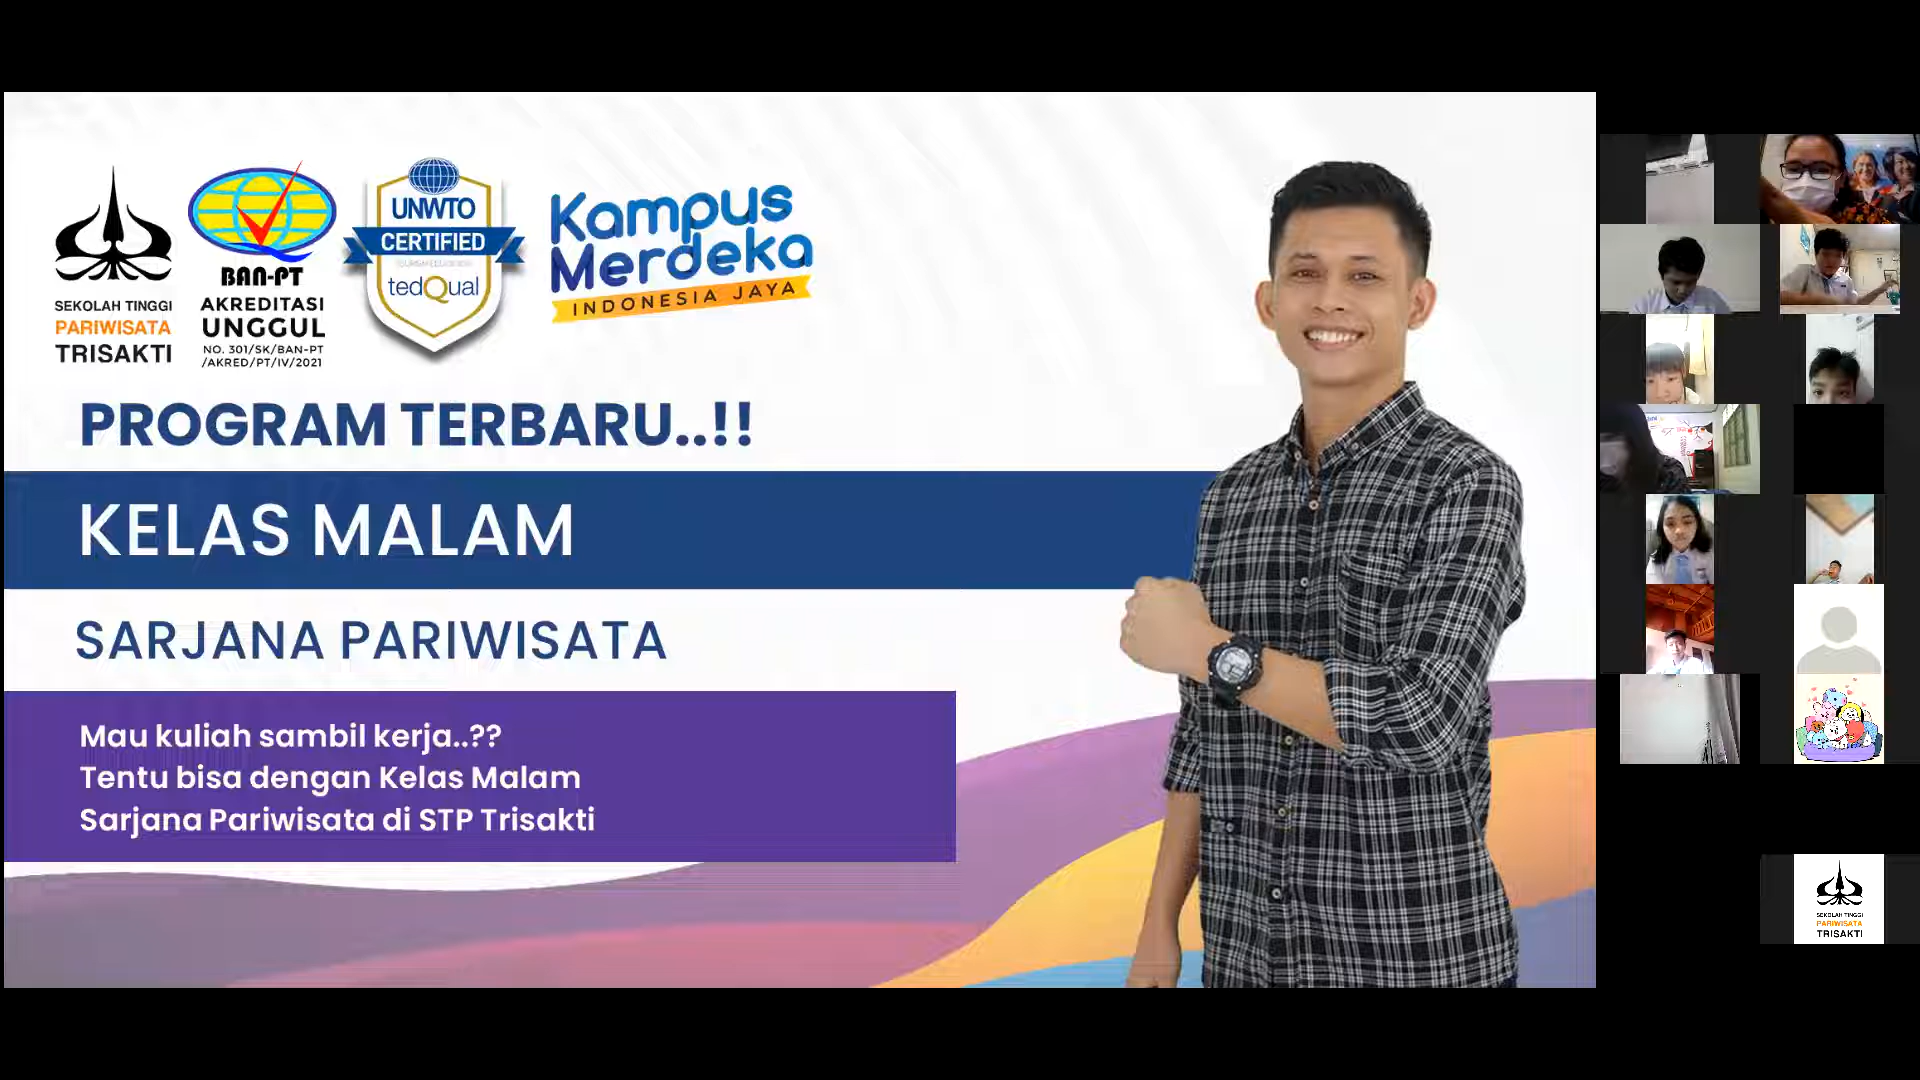 SEKOLAH TINGGI
PARIWISATA
TRISAKTI
BAN-PT
AKREDITASI
UNGGUL
NO. 301/SK/BAN-PT
/AKRED/PT/IV/2021
UNWTO
CERTIFIED
tedQual
Kampus
Merdeka
INDONESIA JAYA
PROGRAM TERBARU..!!
KELAS MALAM
SARJANA PARIWISATA
Mau kuliah sambil kerja..??
Tentu bisa dengan Kelas Malam
Sarjana Pariwisata di STP Trisakti
SEKOLAH TINGGI
PARIWISATA
TRISAKTI